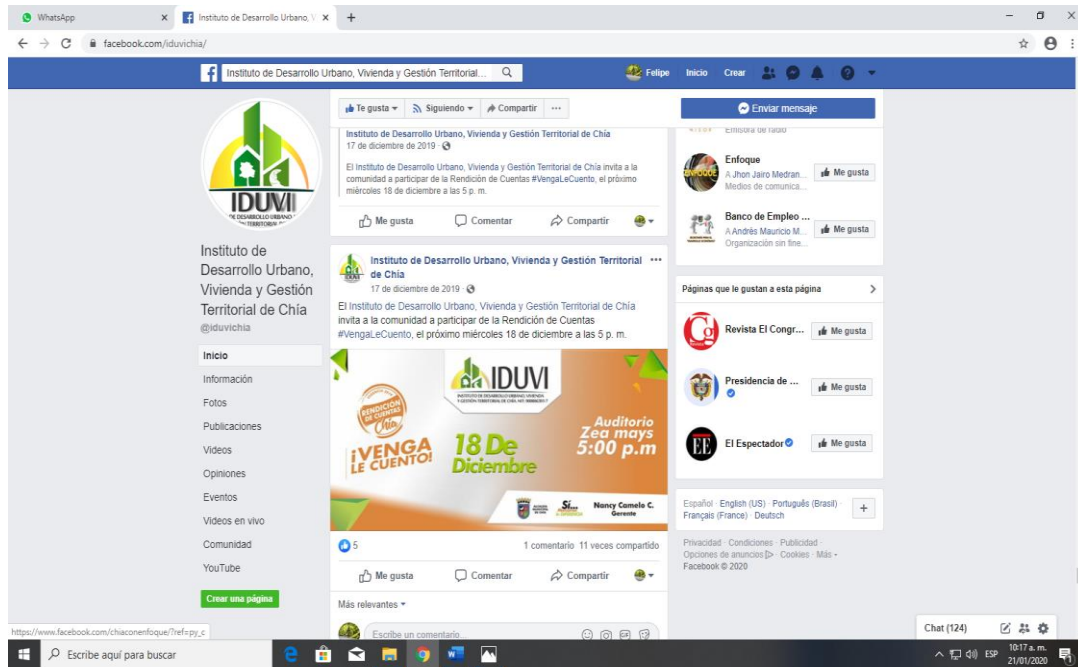 WhatsApp
Instituto de Desarrollo Urbano, V
facebook.com/iduvichia/
Instituto de Desarrollo Urbano, Vivienda y Gestión Territorial...
Felipe
Inicio
Crear
IDUVI
Instituto de
Desarrollo Urbano,
Vivienda y Gestión
Territorial de Chía
@iduvichia
Inicio
Información
Fotos
Publicaciones
Videos
Opiniones
Eventos
Videos en vivo
Comunidad
YouTube
Crear una página
https://www.facebook.com/chiaconenfoque/?ref=py_c
Te gusta
Siguiendo
Compartir
Instituto de Desarrollo Urbano, Vivienda y Gestión Territorial de Chía
17 de diciembre de 2019 ·
El Instituto de Desarrollo Urbano, Vivienda y Gestión Territorial de Chía invita a la
comunidad a participar de la Rendición de Cuentas #VengaLeCuento, el próximo
miércoles 18 de diciembre a las 5 p. m.
Me gusta
Comentar
Compartir
Instituto de Desarrollo Urbano, Vivienda y Gestión Territorial
de Chía
17 de diciembre de 2019 ·
El Instituto de Desarrollo Urbano, Vivienda y Gestión Territorial de Chía
invita a la comunidad a participar de la Rendición de Cuentas
#VengaLeCuento, el próximo miércoles 18 de diciembre a las 5 p. m.
IDUVI
RENDICIÓN
DE CUENTAS
Chía
¡VENGA
LE CUENTO!
18 De
Diciembre
Auditorio
Zea mays
5:00 p.m
Sí...
Nancy Camelo C.
Gerente
5
1 comentario 11 veces compartido
Me gusta
Comentar
Compartir
Más relevantes
Escribe un comentario...
Enviar mensaje
Emisora de radio
Enfoque
A Jhon Jairo Medran...
Medios de comunica...
Me gusta
Banco de Empleo ...
A Andrés Mauricio M...
Organización sin fine...
Me gusta
Páginas que le gustan a esta página
Revista El Congr...
Me gusta
Presidencia de ...
Me gusta
El Espectador
Me gusta
Español · English (US) · Português (Brasil) ·
Français (France) · Deutsch
Privacidad · Condiciones · Publicidad ·
Opciones de anuncios · Cookies · Más
Facebook © 2020
Chat (124)
Escribe aquí para buscar
ESP
10:17 a. m.
21/01/2020